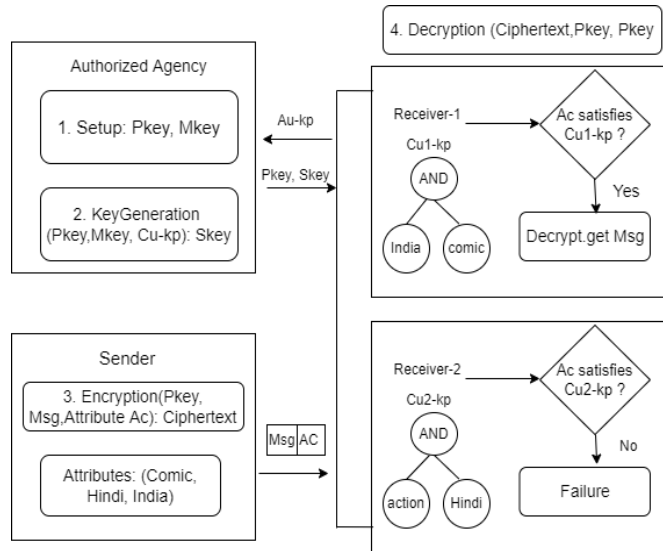 Authorized Agency
1. Setup: Pkey, Mkey
2. KeyGeneration
(Pkey,Mkey, Cu-kp): Skey
Au-kp
Pkey, Skey
Sender
3. Encryption(Pkey,
Msg,Attribute Ac): Ciphertext
Attributes: (Comic,
Hindi, India)
Msg AC
4. Decryption (Ciphertext,Pkey, Pkey
Receiver-1
Cu1-kp
AND
India
comic
Ac satisfies
Cu1-kp ?
Yes
Decrypt.get Msg
Receiver-2
Cu2-kp
AND
action
Hindi
Ac satisfies
Cu2-kp ?
No
Failure